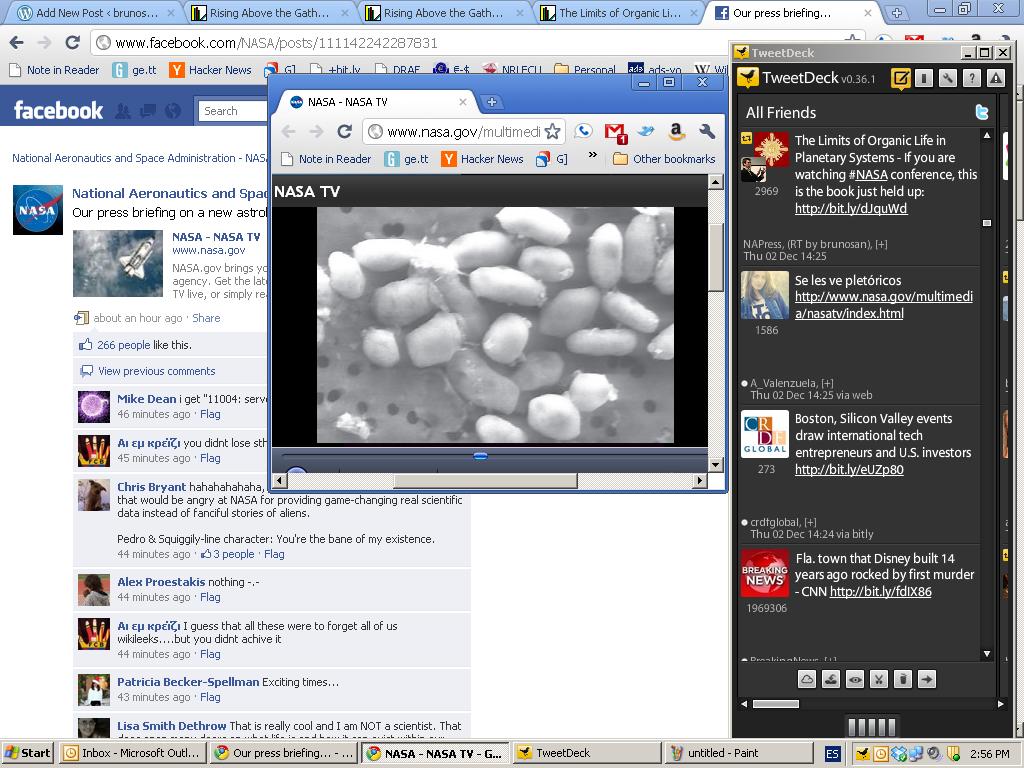 Add New Post ‹ brunos...
Rising Above the Gath...
Rising Above the Gath...
The Limits of Organic Li...
Our press briefing...
www.facebook.com/NASA/posts/111142242287831
Note in Reader
ge.tt
Hacker News
G]
+bit.ly
DRAE
€-$
NRI FCU
Personal
ads-yo
Wi
facebook
Search
National Aeronautics and Space Administration - NASA
NASA
National Aeronautics and Spac
Our press briefing on a new astrol
NASA - NASA TV
www.nasa.gov
NASA.gov brings yo
agency. Get the late
TV live, or simply re
about an hour ago · Share
266 people like this.
View previous comments
Mike Dean i get "11004: serve
46 minutes ago · Flag
Αι εμ κρεϊζι you didnt lose sth
45 minutes ago · Flag
Chris Bryant hahahahahaha,
that would be angry at NASA for providing game-changing real scientific
data instead of fanciful stories of aliens.
Pedro & Squiggily-line character: You're the bane of my existence.
44 minutes ago · 3 people · Flag
Alex Proestakis nothing -.-
44 minutes ago · Flag
Αι εμ κρεϊζι I guess that all these were to forget all of us
wikileeks....but you didnt achive it
44 minutes ago · Flag
Patricia Becker-Spellman Exciting times...
43 minutes ago · Flag
Lisa Smith Dethrow That is really cool and I am NOT a scientist. That
NASA - NASA TV
www.nasa.gov/multimedi
Note in Reader
ge.tt
Hacker News
G]
»
Other bookmarks
NASA TV
TweetDeck
TweetDeck v0.36.1
All Friends
The Limits of Organic Life in
Planetary Systems - If you are
watching #NASA conference, this
is the book just held up:
http://bit.ly/dJquWd
2969
NAPress, (RT by brunosan), [+]
Thu 02 Dec 14:25
Se les ve pletóricos
http://www.nasa.gov/multimedi
a/nasatv/index.html
1586
A_Valenzuela, [+]
Thu 02 Dec 14:25 via web
CRDF
GLOBAL
Boston, Silicon Valley events
draw international tech
entrepreneurs and U.S. investors
http://bit.ly/eUZp80
273
crdfglobal, [+]
Thu 02 Dec 14:24 via bitly
BREAKING
NEWS
Fla. town that Disney built 14
years ago rocked by first murder
- CNN http://bit.ly/fdIX86
1969306
BreakingNews, [+]
Start
Inbox - Microsoft Outl...
Our press briefing... - ...
NASA - NASA TV - G...
TweetDeck
untitled - Paint
ES
2:56 PM